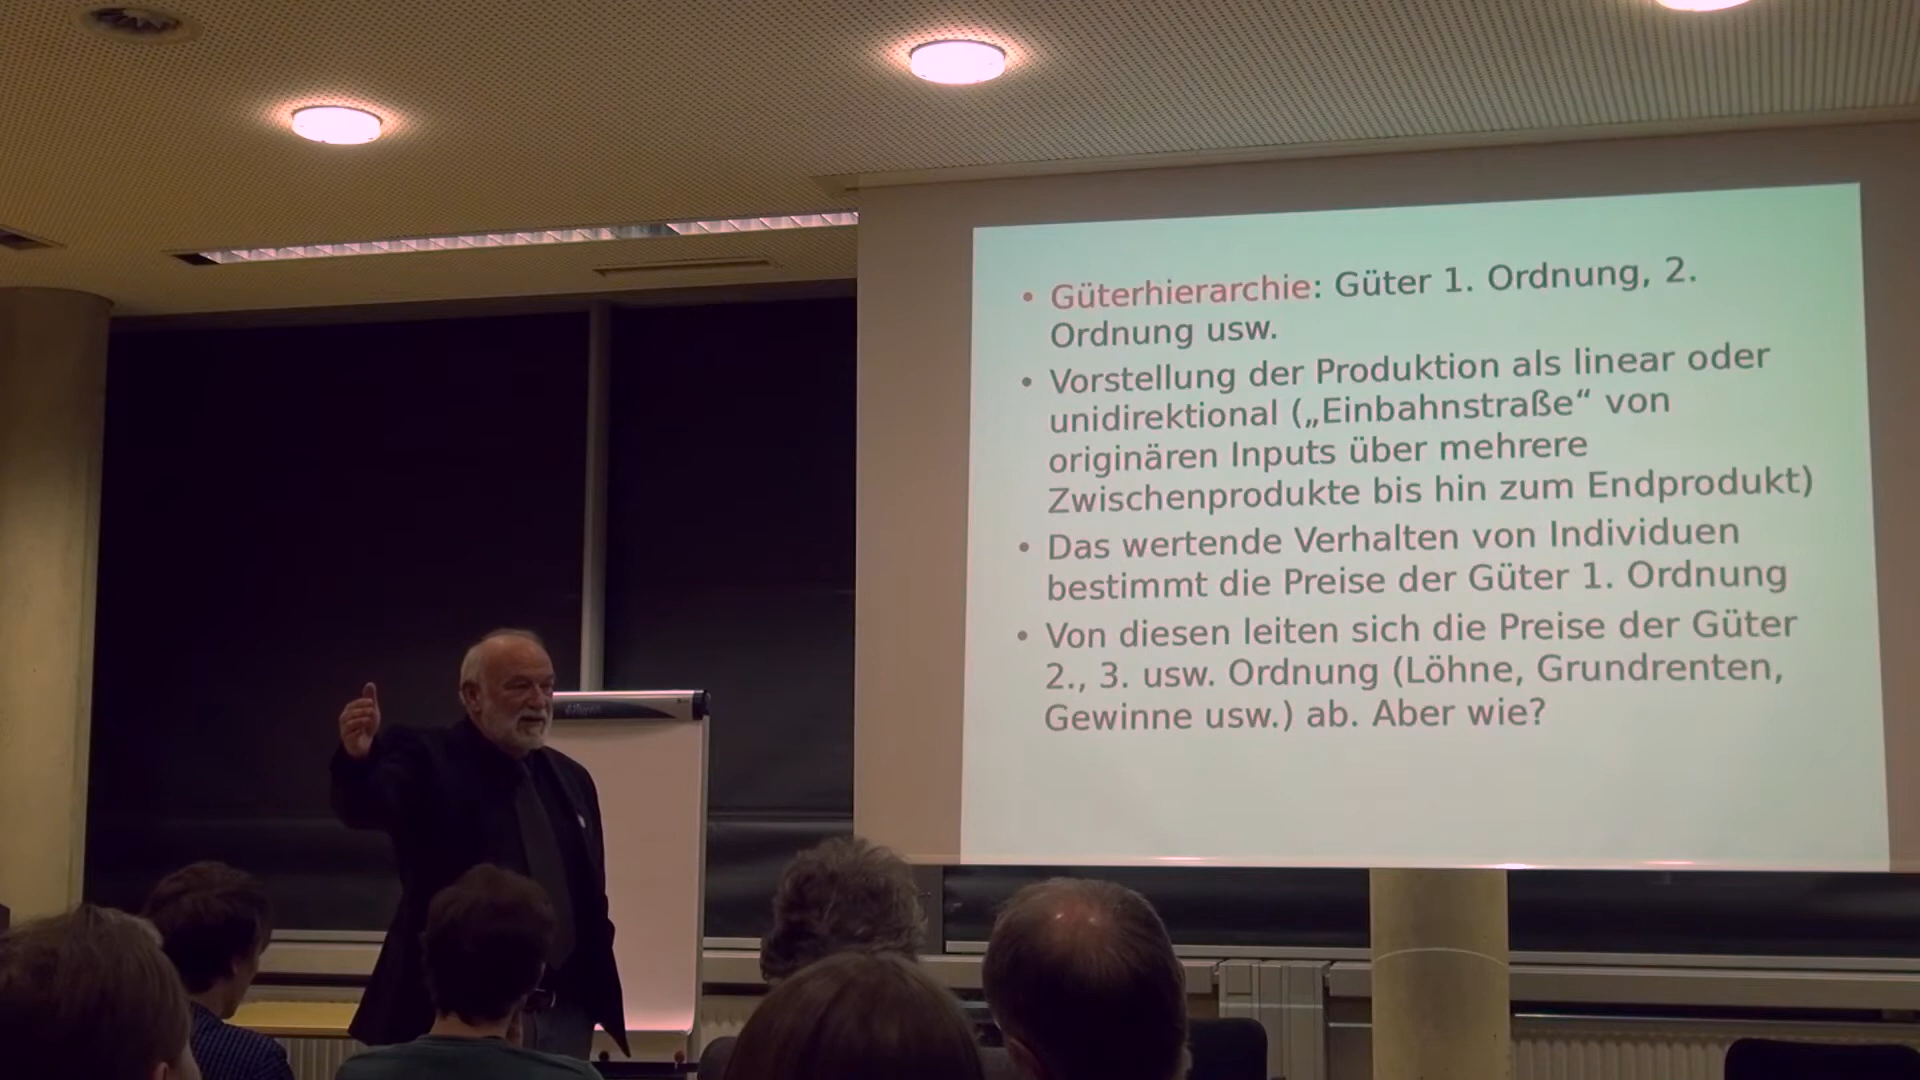 • Güterhierarchie: Güter 1. Ordnung, 2.
Ordnung usw.
• Vorstellung der Produktion als linear oder
unidirektional („Einbahnstraße“ von
originären Inputs über mehrere
Zwischenprodukte bis hin zum Endprodukt)
• Das wertende Verhalten von Individuen
bestimmt die Preise der Güter 1. Ordnung
• Von diesen leiten sich die Preise der Güter
2., 3. usw. Ordnung (Löhne, Grundrenten,
Gewinne usw.) ab. Aber wie?